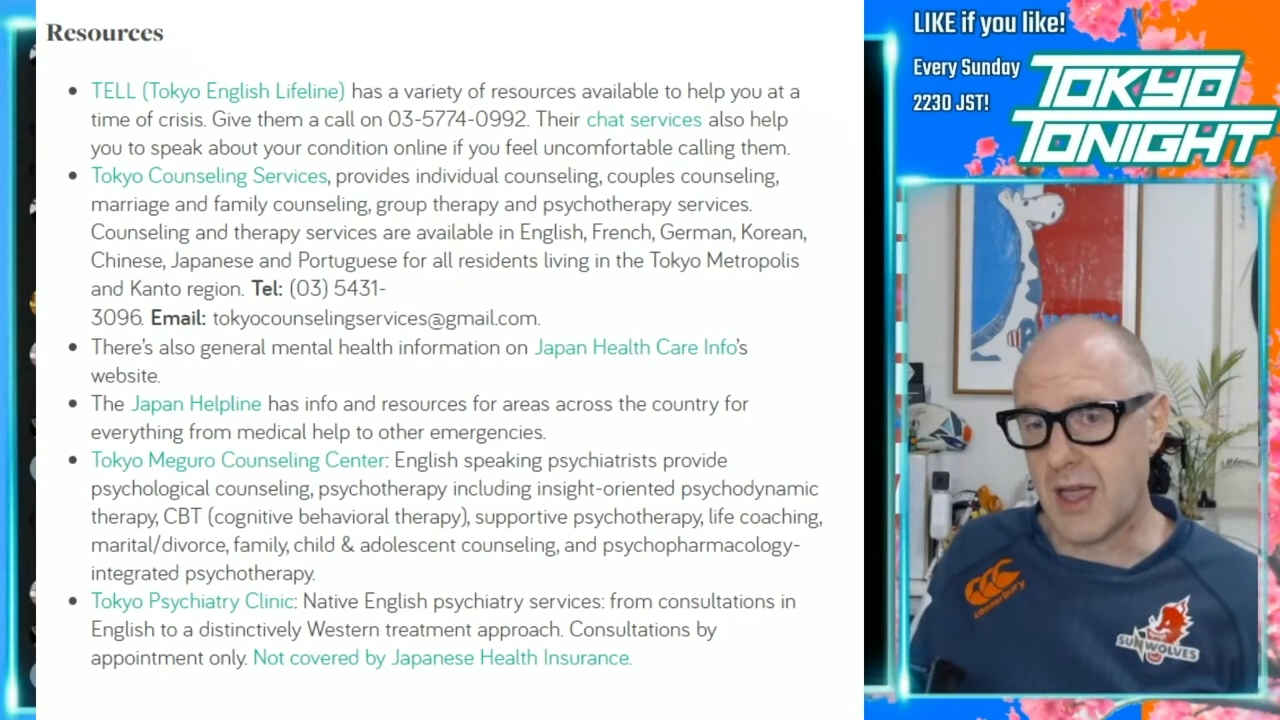 Resources
TELL (Tokyo English Lifeline) has a variety of resources available to help you at a
time of crisis. Give them a call on 03-5774-0992. Their chat services also help
you to speak about your condition online if you feel uncomfortable calling them.
Tokyo Counseling Services, provides individual counseling, couples counseling,
marriage and family counseling, group therapy and psychotherapy services.
Counseling and therapy services are available in English, French, German, Korean,
Chinese, Japanese and Portuguese for all residents living in the Tokyo Metropolis
and Kanto region. Tel: (03) 5431-
3096. Email: tokyocounselingservices@gmail.com.
There's also general mental health information on Japan Health Care Info's
website.
The Japan Helpline has info and resources for areas across the country for
everything from medical help to other emergencies.
Tokyo Meguro Counseling Center: English speaking psychiatrists provide
psychological counseling, psychotherapy including insight-oriented psychodynamic
therapy, CBT (cognitive behavioral therapy), supportive psychotherapy, life coaching,
marital/divorce, family, child & adolescent counseling, and psychopharmacology-
integrated psychotherapy.
Tokyo Psychiatry Clinic: Native English psychiatry services: from consultations in
English to a distinctively Western treatment approach. Consultations by
appointment only. Not covered by Japanese Health Insurance.
LIKE if you like!
Every Sunday
2230 JST!
TOKYO
TONIGHT
canterbury
SUNWOLVES